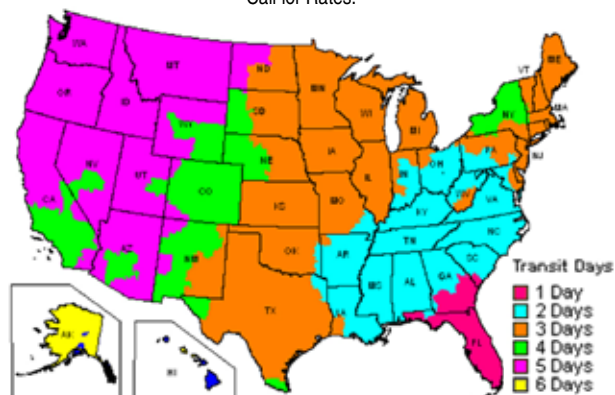 Call for Rates.
WA
MT
ND
MN
VT
ME
OR
ID
SD
WI
MI
NY
MA
WY
IA
PA
NJ
NV
UT
CO
NE
IL
IN
OH
CA
KS
MO
WV
VA
KY
AZ
NM
OK
AR
TN
NC
SC
TX
LA
MS
AL
GA
FL
AK
HI
Transit Days
1 Day
2 Days
3 Days
4 Days
5 Days
6 Days